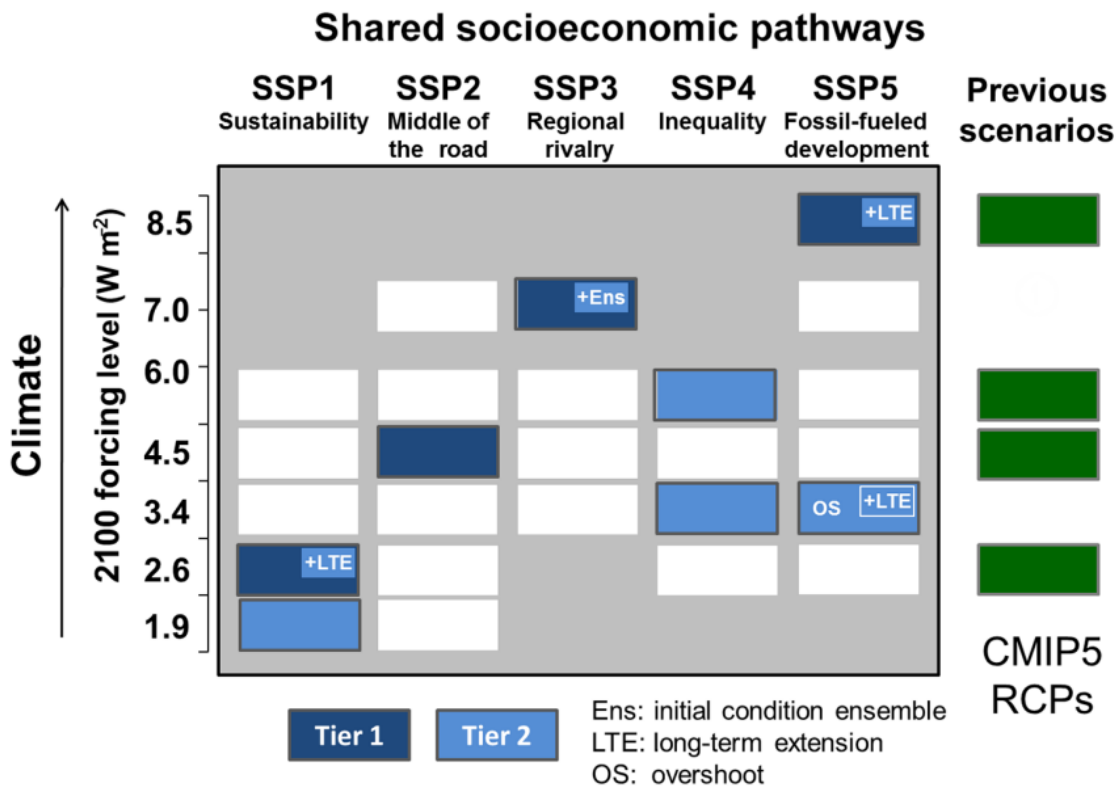 Shared socioeconomic pathways
SSP1
Sustainability
SSP2
Middle of
the road
SSP3
Regional
rivalry
SSP4
Inequality
SSP5
Fossil-fueled
development
Previous
scenarios
Climate
2100 forcing level (W m-2)
8.5
+LTE
7.0
+Ens
6.0
4.5
3.4
OS
+LTE
2.6
+LTE
1.9
CMIP5
RCPs
Tier 1
Tier 2
Ens: initial condition ensemble
LTE: long-term extension
OS: overshoot